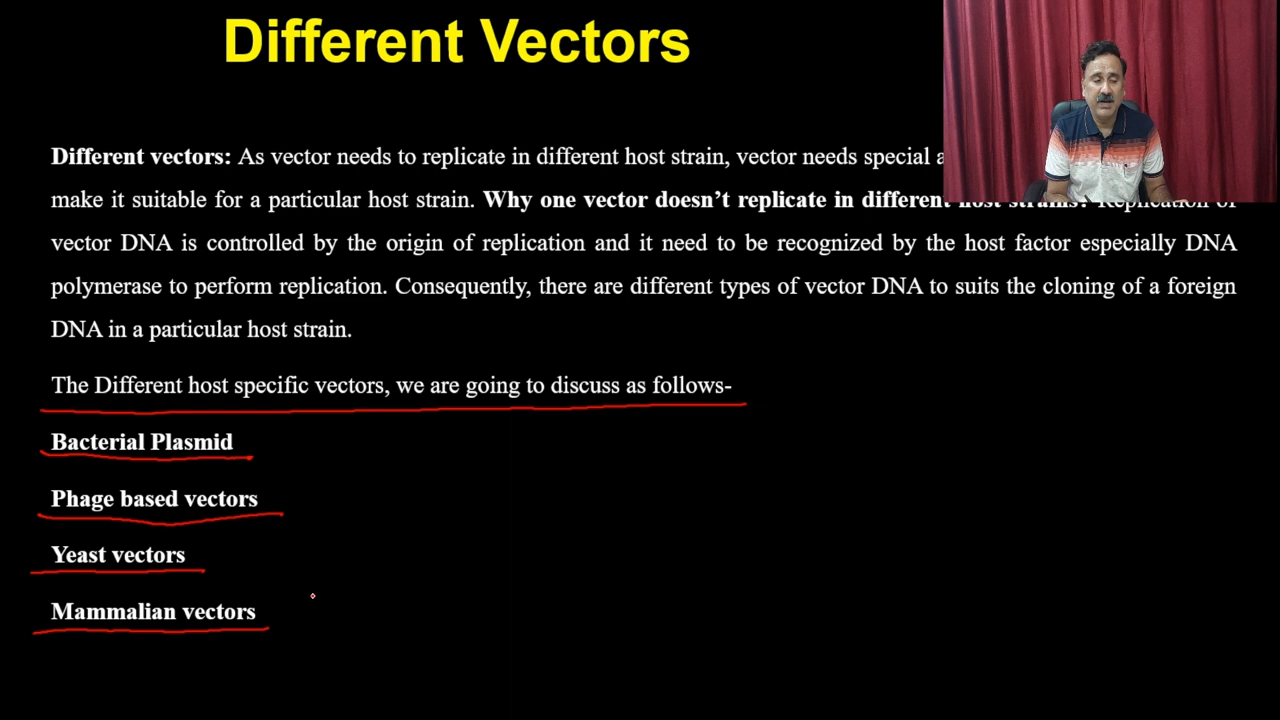 Different Vectors
Different vectors: As vector needs to replicate in different host strain, vector needs special
make it suitable for a particular host strain. Why one vector doesn’t replicate in different host strains? Replication of
vector DNA is controlled by the origin of replication and it need to be recognized by the host factor especially DNA
polymerase to perform replication. Consequently, there are different types of vector DNA to suits the cloning of a foreign
DNA in a particular host strain.
The Different host specific vectors, we are going to discuss as follows-
Bacterial Plasmid
Phage based vectors
Yeast vectors
Mammalian vectors